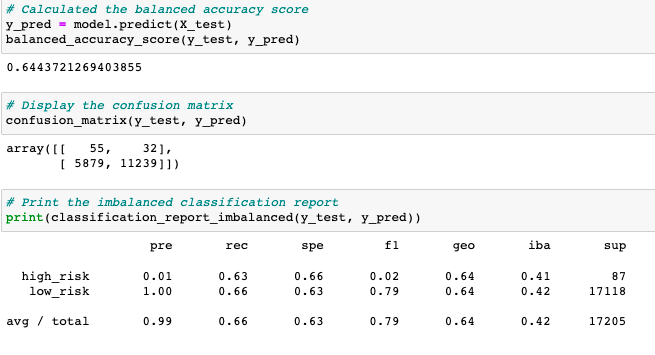 # Calculated the balanced accuracy score
y_pred = model.predict(X_test)
balanced_accuracy_score(y_test, y_pred)
0.6443721269403855
# Display the confusion matrix
confusion_matrix(y_test, y_pred)
array([[   55,    32],
       [ 5879, 11239]])
# Print the imbalanced classification report
print(classification_report_imbalanced(y_test, y_pred))
                   pre       rec       spe        f1       geo       iba       sup
  high_risk       0.01      0.63      0.66      0.02      0.64      0.41        87
   low_risk       1.00      0.66      0.63      0.79      0.64      0.42     17118
avg / total       0.99      0.66      0.63      0.79      0.64      0.42     17205